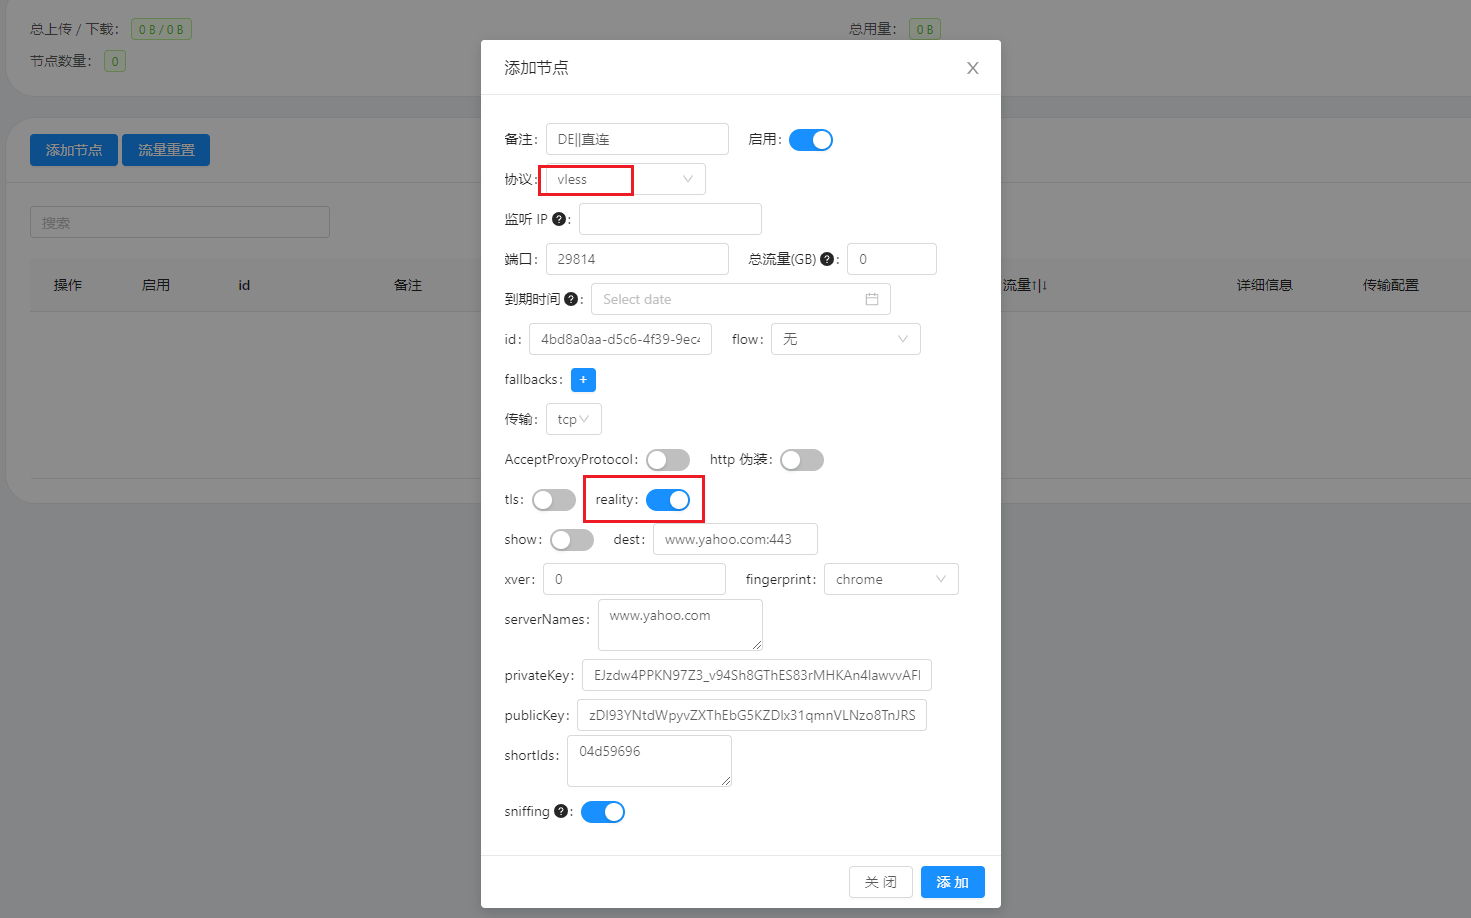 总上传 / 下载： 0 B / 0 B
总用量： 0 B
节点数量： 0
添加节点 流量重置
搜索
操作 启用 id 备注 流量↑|↓ 详细信息 传输配置
添加节点 X
备注： DE||直连 启用：
协议： vless
监听 IP ?：
端口： 29814 总流量(GB) ?： 0
到期时间 ?： Select date
id： 4bd8a0aa-d5c6-4f39-9ec4 flow： 无
fallbacks： +
传输： tcp
AcceptProxyProtocol： http 伪装：
tls： reality：
show： dest： www.yahoo.com:443
xver： 0 fingerprint： chrome
serverNames： www.yahoo.com
privateKey：
publicKey：
shortIds： 04d59696
sniffing ?：
关 闭 添 加